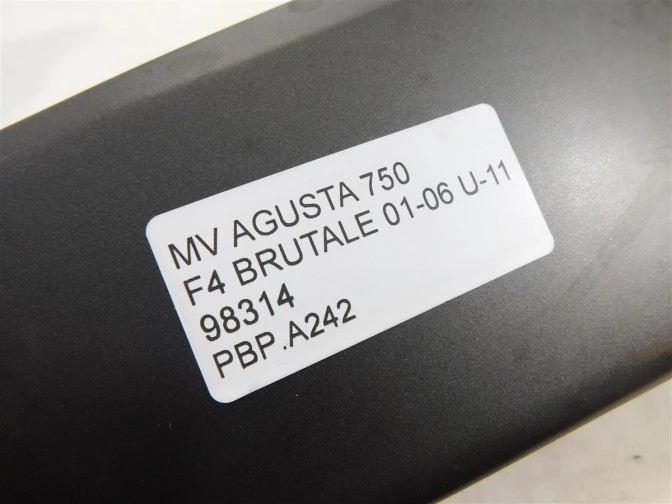 MV AGUSTA 750
F4 BRUTALE 01-06 U-11
98314
PBP.A242